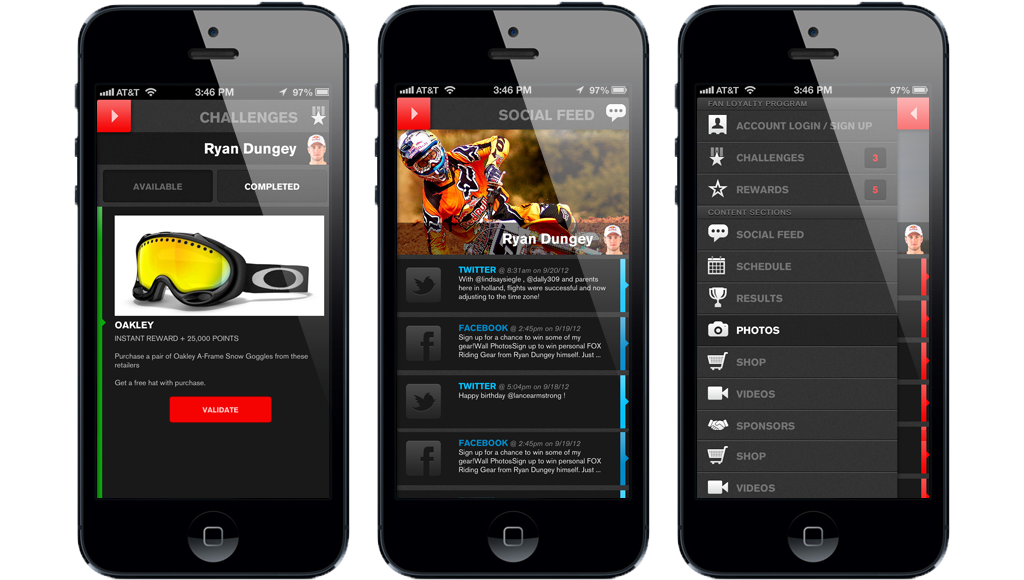 AT&T 3:46 PM 97%
CHALLENGES
Ryan Dungey
AVAILABLE COMPLETED
OAKLEY
INSTANT REWARD + 25,000 POINTS
Purchase a pair of Oakley A-Frame Snow Goggles from these
retailers
Get a free hat with purchase.
VALIDATE
AT&T 3:46 PM 97%
SOCIAL FEED
FOX
Ryan Dungey
TWITTER @ 8:31am on 9/20/12
With @lindsaysiegle , @dally309 and parents
here in holland, flights were successful and now
adjusting to the time zone!
FACEBOOK @ 2:45pm on 9/19/12
Sign up for a chance to win some of my
gear!Wall PhotosSign up to win personal FOX
Riding Gear from Ryan Dungey himself. Just ...
TWITTER @ 5:04pm on 9/18/12
Happy birthday @lancearmstrong !
FACEBOOK @ 2:45pm on 9/19/12
Sign up for a chance to win some of my
gear!Wall PhotosSign up to win personal FOX
Riding Gear from Ryan Dungey himself. Just ...
AT&T 3:46 PM 97%
FAN LOYALTY PROGRAM
ACCOUNT LOGIN / SIGN UP
CHALLENGES 3
REWARDS 5
CONTENT SECTIONS
SOCIAL FEED
SCHEDULE
RESULTS
PHOTOS
SHOP
VIDEOS
SPONSORS
SHOP
VIDEOS